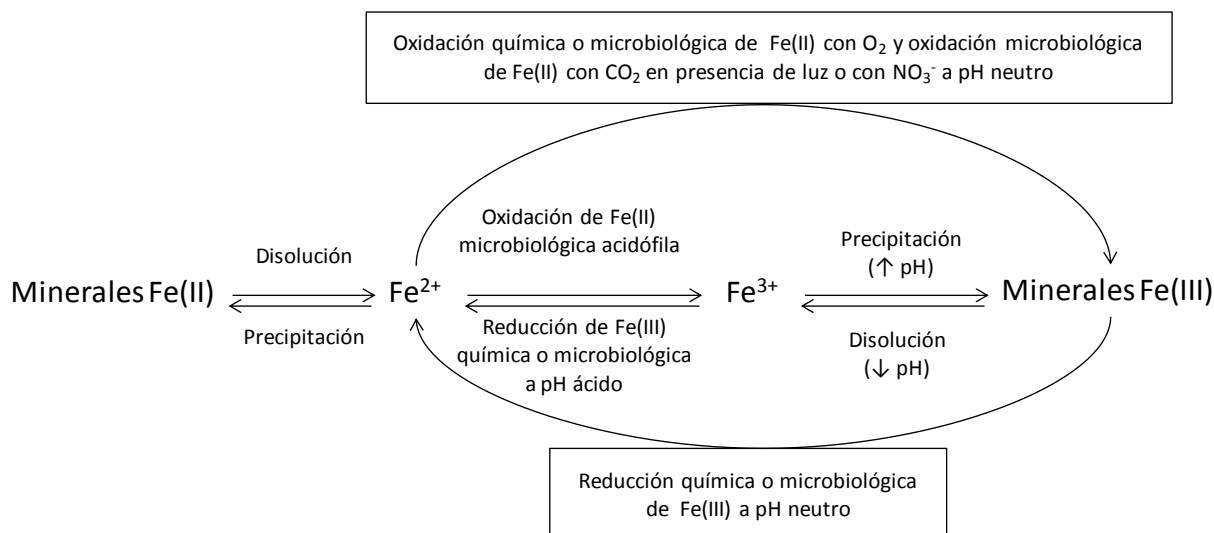 Oxidación química o microbiológica de Fe(II) con O₂ y oxidación microbiológica
de Fe(II) con CO₂ en presencia de luz o con NO₃⁻ a pH neutro
Oxidación de Fe(II)
microbiológica acidófila
Disolución
Precipitación
(↑ pH)
Minerales Fe(II)
Fe²⁺
Fe³⁺
Minerales Fe(III)
Precipitación
Reducción de Fe(III)
química o microbiológica
a pH ácido
Disolución
(↓ pH)
Reducción química o microbiológica
de Fe(III) a pH neutro